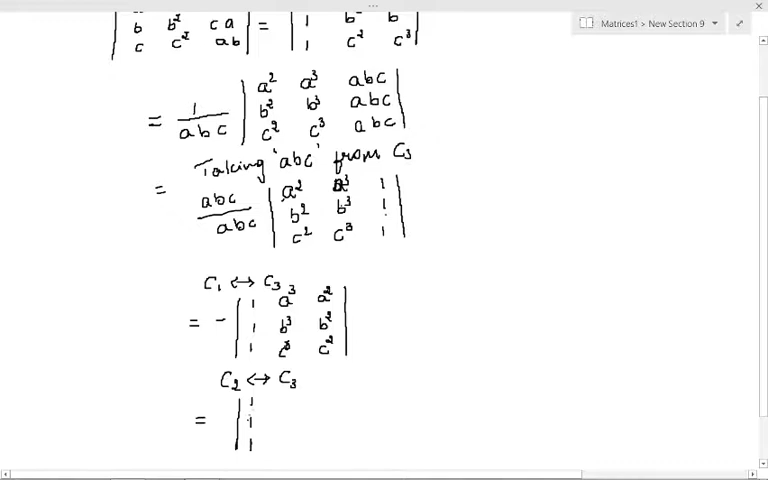 Matrices1 > New Section 9
b b² ca = 1 b² b³
c c² ab 1 c² c³
a² a³ abc
= 1/abc b² b³ abc
c² c³ abc
Taking 'abc' from C₃
= abc/abc a² a³ 1
b² b³ 1
c² c³ 1
C₁ ↔ C₃
1 a³ a²
= - 1 b³ b²
1 c³ c²
C₂ ↔ C₃
1
= 1
1